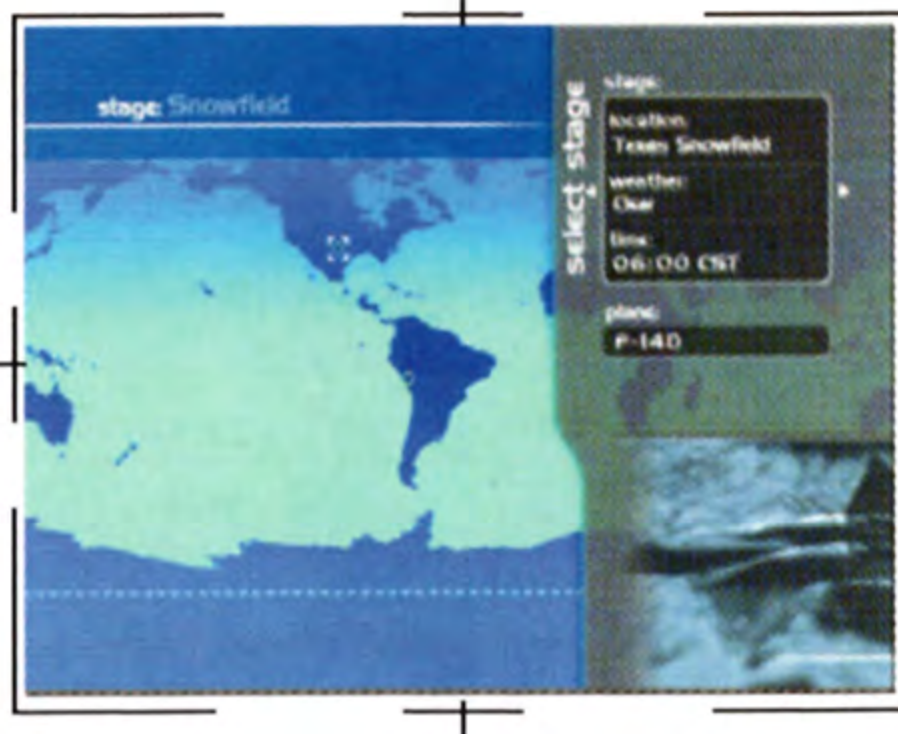 stage: Snowfield
select stage
stage:
location:
Texas Snowfield
weather:
Clear
time:
06:00 CST
plane:
F-14D